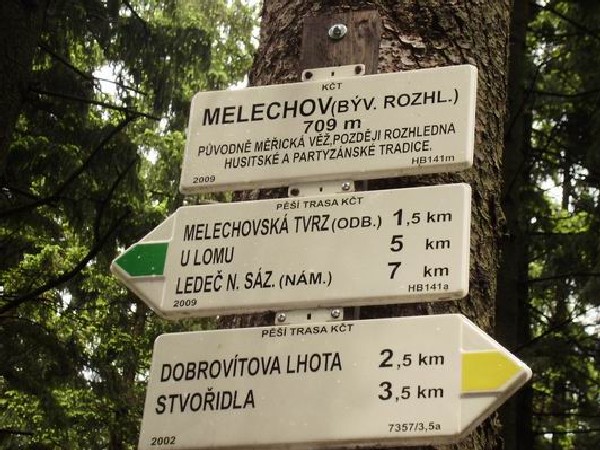 KČT
MELECHOV (BÝV. ROZHL.)
709 m
PŮVODNĚ MĚŘICKÁ VĚŽ, POZDĚJI ROZHLEDNA
HUSITSKÉ A PARTYZÁNSKÉ TRADICE.
2009 HB141m
PĚŠÍ TRASA KČT
MELECHOVSKÁ TVRZ (ODB.) 1,5 km
U LOMU 5 km
LEDEČ N. SÁZ. (NÁM.) 7 km
2009 HB141a
PĚŠÍ TRASA KČT
DOBROVÍTOVA LHOTA 2,5 km
STVOŘIDLA 3,5 km
2002 7357/3,5a